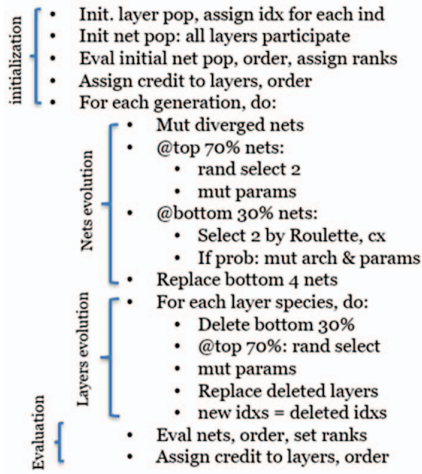 initialization
• Init. layer pop, assign idx for each ind
• Init net pop: all layers participate
• Eval initial net pop, order, assign ranks
• Assign credit to layers, order
• For each generation, do:
Nets evolution
• Mut diverged nets
• @top 70% nets:
• rand select 2
• mut params
• @bottom 30% nets:
• Select 2 by Roulette, cx
• If prob: mut arch & params
• Replace bottom 4 nets
Layers evolution
• For each layer species, do:
• Delete bottom 30%
• @top 70%: rand select
• mut params
• Replace deleted layers
• new idxs = deleted idxs
Evaluation
• Eval nets, order, set ranks
• Assign credit to layers, order